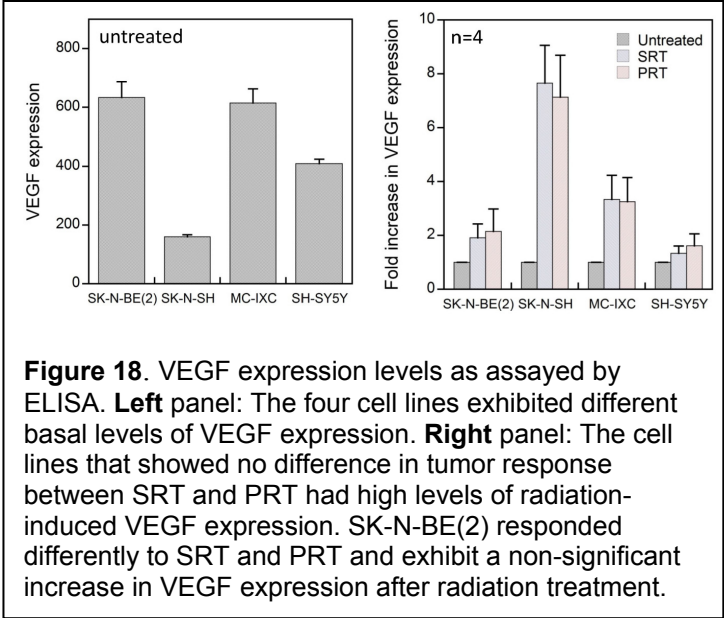 untreated
800
600
400
200
0
VEGF expression
SK-N-BE(2) SK-N-SH MC-IXC SH-SY5Y
n=4
Untreated
SRT
PRT
10
8
6
4
2
0
Fold increase in VEGF expression
SK-N-BE(2) SK-N-SH MC-IXC SH-SY5Y
Figure 18. VEGF expression levels as assayed by
ELISA. Left panel: The four cell lines exhibited different
basal levels of VEGF expression. Right panel: The cell
lines that showed no difference in tumor response
between SRT and PRT had high levels of radiation-
induced VEGF expression. SK-N-BE(2) responded
differently to SRT and PRT and exhibit a non-significant
increase in VEGF expression after radiation treatment.